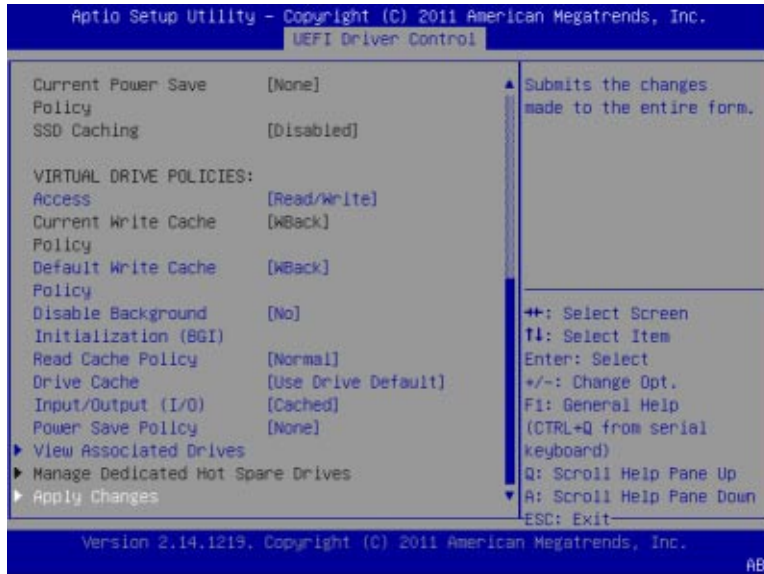 Aptio Setup Utility – Copyright (C) 2011 American Megatrends, Inc.
UEFI Driver Control
Current Power Save [None]
Policy
SSD Caching [Disabled]
VIRTUAL DRIVE POLICIES:
Access [Read/Write]
Current Write Cache [WBack]
Policy
Default Write Cache [WBack]
Policy
Disable Background [No]
Initialization (BGI)
Read Cache Policy [Normal]
Drive Cache [Use Drive Default]
Input/Output (I/O) [Cached]
Power Save Policy [None]
View Associated Drives
Manage Dedicated Hot Spare Drives
Apply Changes
Submits the changes
made to the entire form.
→←: Select Screen
↑↓: Select Item
Enter: Select
+/-: Change Opt.
F1: General Help
(CTRL+Q from serial
keyboard)
Q: Scroll Help Pane Up
A: Scroll Help Pane Down
ESC: Exit
Version 2.14.1219. Copyright (C) 2011 American Megatrends, Inc.
AB